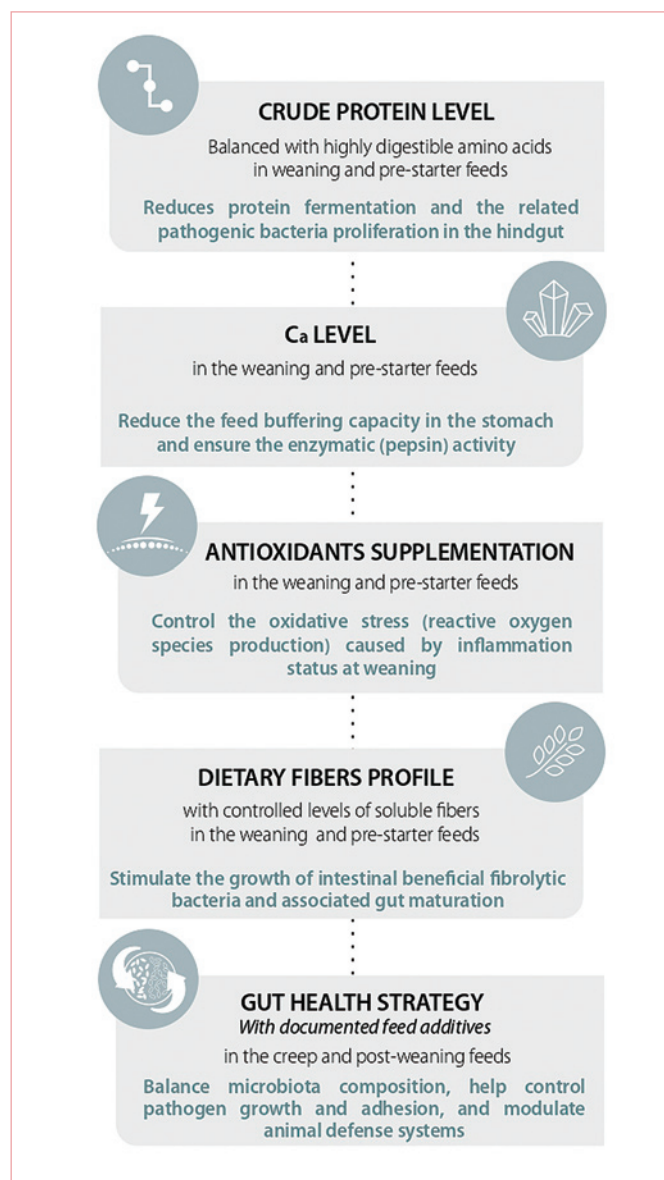 CRUDE PROTEIN LEVEL
Balanced with highly digestible amino acids
in weaning and pre-starter feeds
Reduces protein fermentation and the related
pathogenic bacteria proliferation in the hindgut
Ca LEVEL
in the weaning and pre-starter feeds
Reduce the feed buffering capacity in the stomach
and ensure the enzymatic (pepsin) activity
ANTIOXIDANTS SUPPLEMENTATION
in the weaning and pre-starter feeds
Control the oxidative stress (reactive oxygen
species production) caused by inflammation
status at weaning
DIETARY FIBERS PROFILE
with controlled levels of soluble fibers
in the weaning and pre-starter feeds
Stimulate the growth of intestinal beneficial fibrolytic
bacteria and associated gut maturation
GUT HEALTH STRATEGY
With documented feed additives
in the creep and post-weaning feeds
Balance microbiota composition, help control
pathogen growth and adhesion, and modulate
animal defense systems